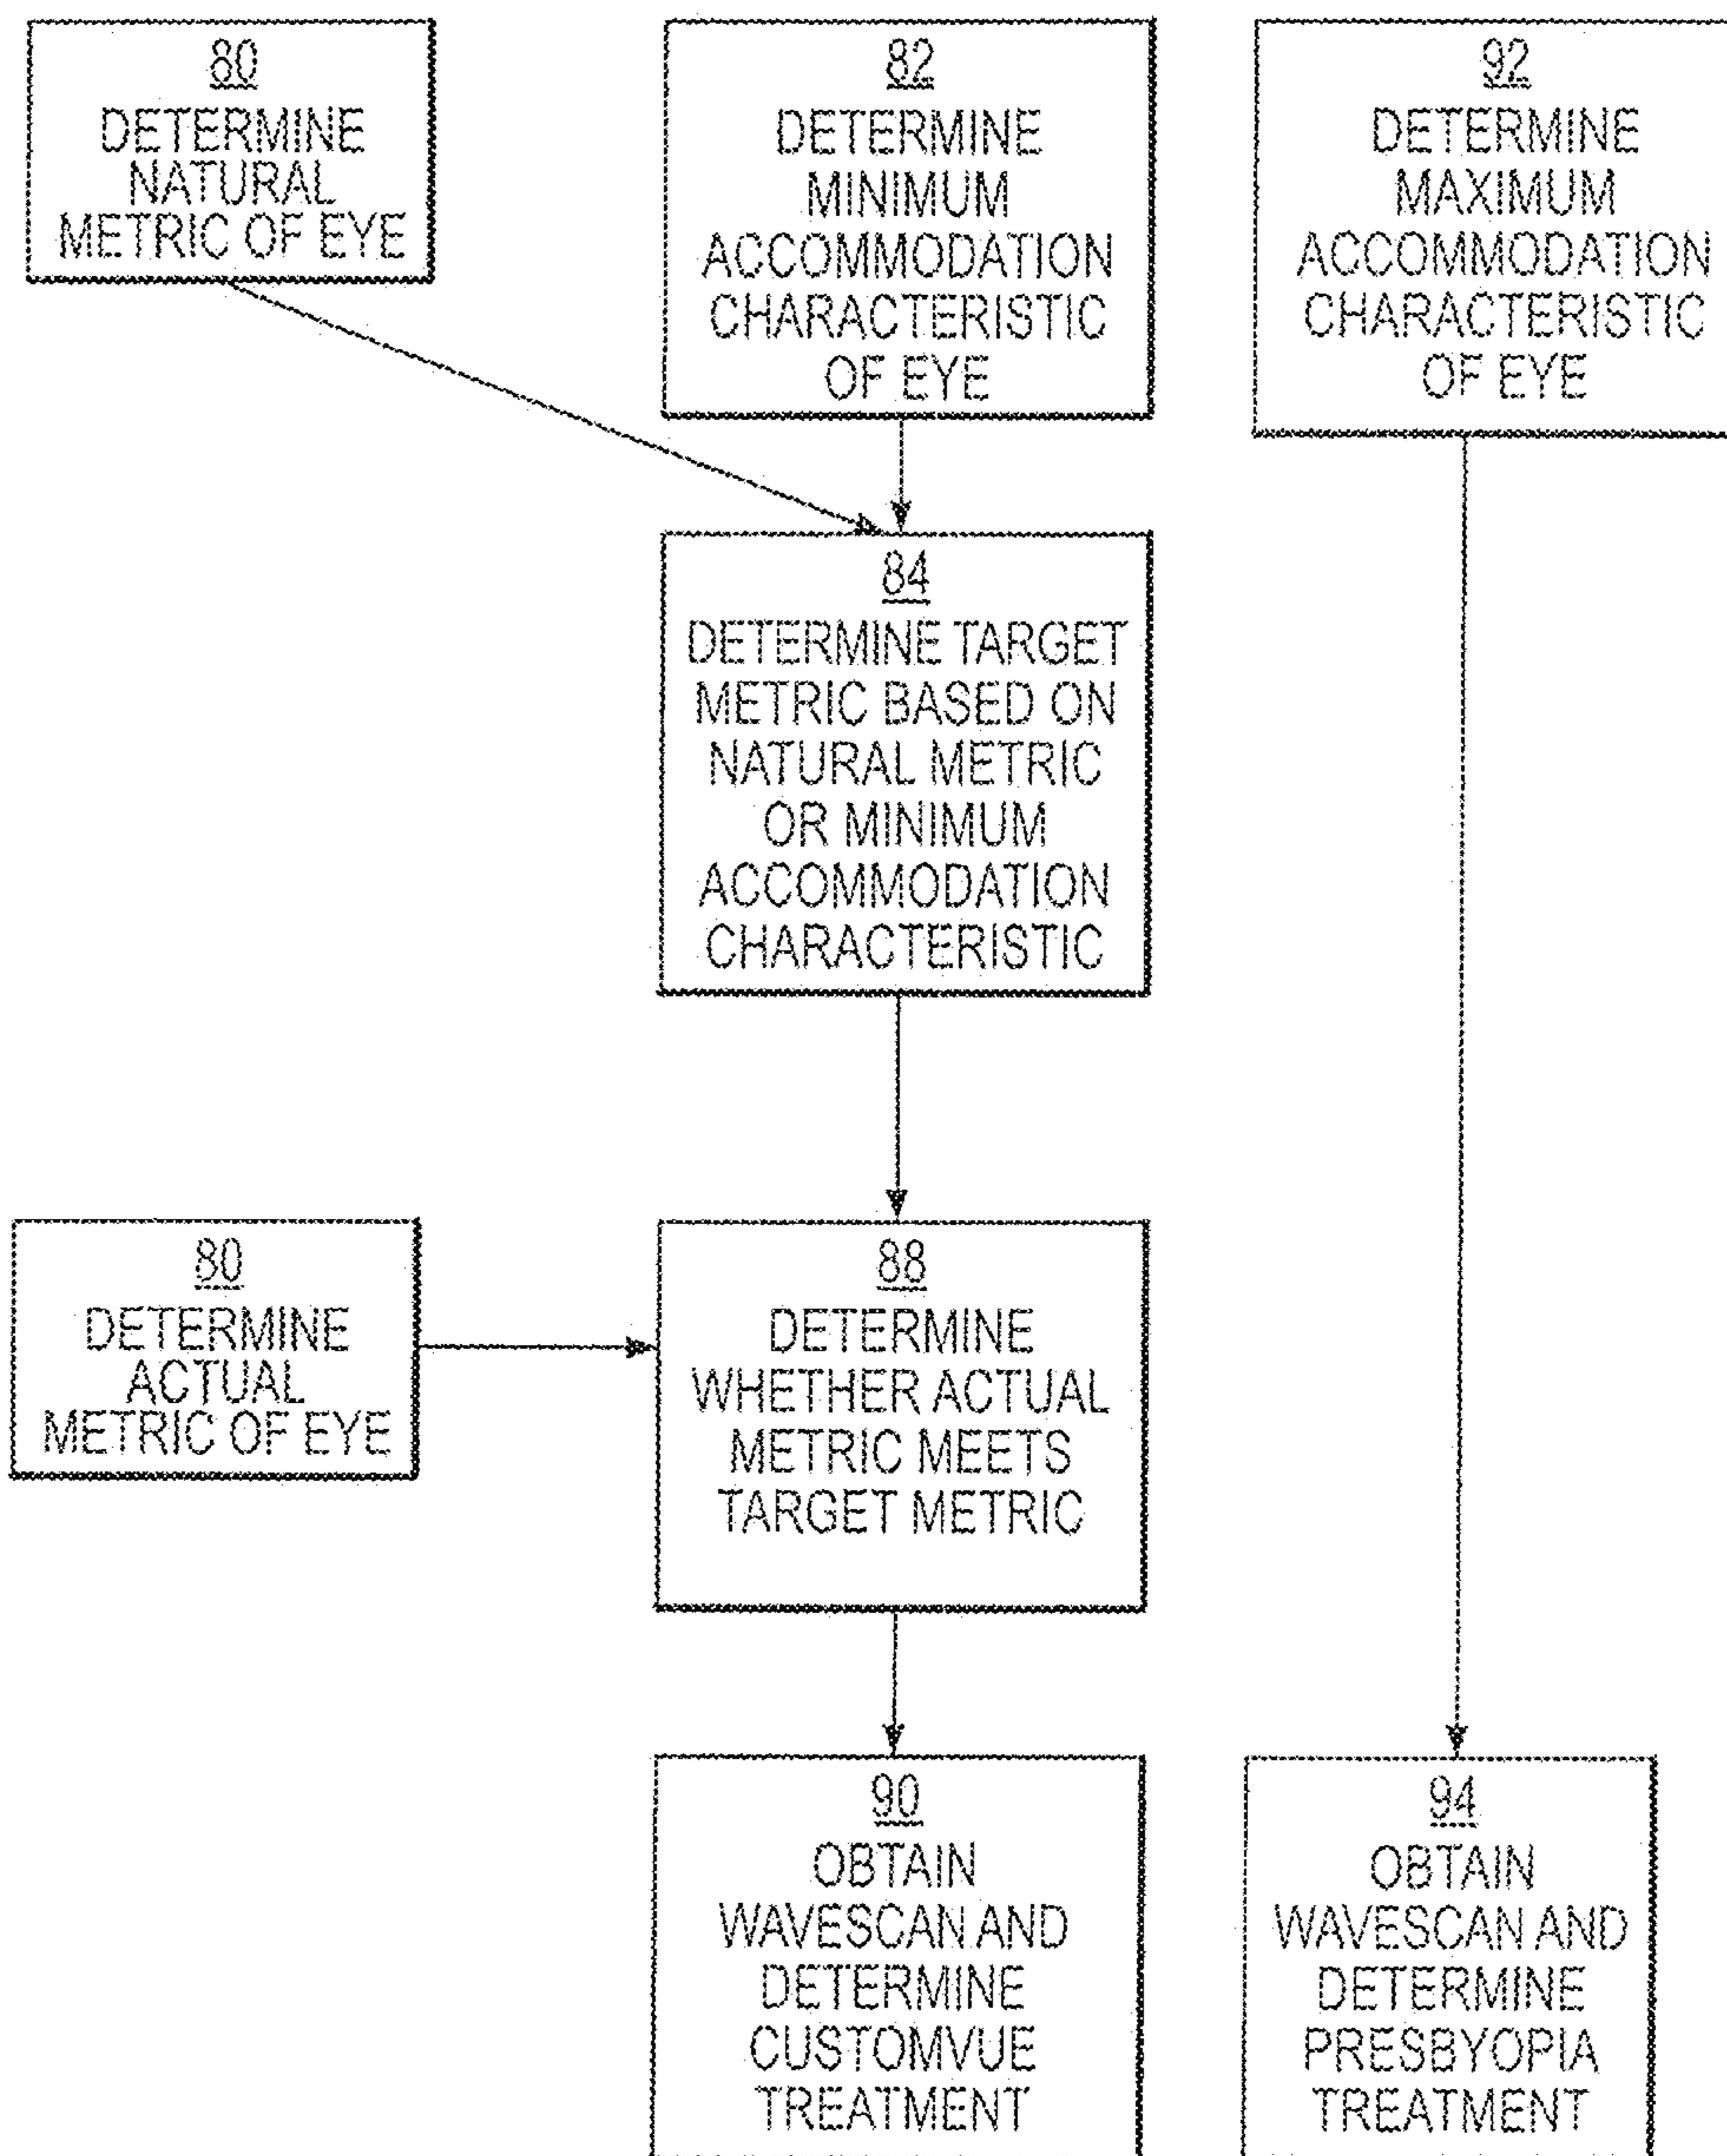 80
DETERMINE
NATURAL
METRIC OF EYE
82
DETERMINE
MINIMUM
ACCOMMODATION
CHARACTERISTIC
OF EYE
92
DETERMINE
MAXIMUM
ACCOMMODATION
CHARACTERISTIC
OF EYE
84
DETERMINE TARGET
METRIC BASED ON
NATURAL METRIC
OR MINIMUM
ACCOMMODATION
CHARACTERISTIC
80
DETERMINE
ACTUAL
METRIC OF EYE
88
DETERMINE
WHETHER ACTUAL
METRIC MEETS
TARGET METRIC
90
OBTAIN
WAVESCAN AND
DETERMINE
CUSTOMVUE
TREATMENT
94
OBTAIN
WAVESCAN AND
DETERMINE
PRESBYOPIA
TREATMENT